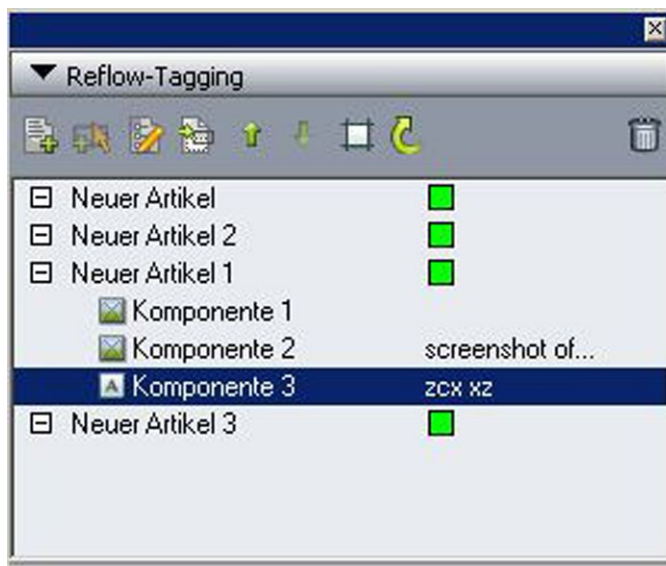 Reflow-Tagging
Neuer Artikel
Neuer Artikel 2
Neuer Artikel 1
Komponente 1
Komponente 2 screenshot of...
A Komponente 3 zcx xz
Neuer Artikel 3